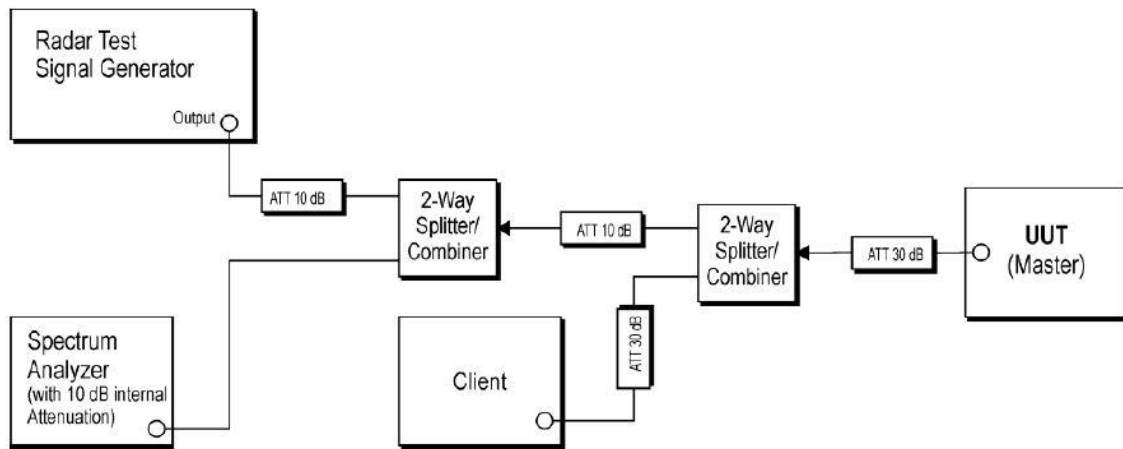 Radar Test
Signal Generator
Output
ATT 10 dB
2-Way
Splitter/
Combiner
ATT 10 dB
2-Way
Splitter/
Combiner
ATT 30 dB
UUT
(Master)
ATT 30 dB
Spectrum
Analyzer
(with 10 dB internal
Attenuation)
Client